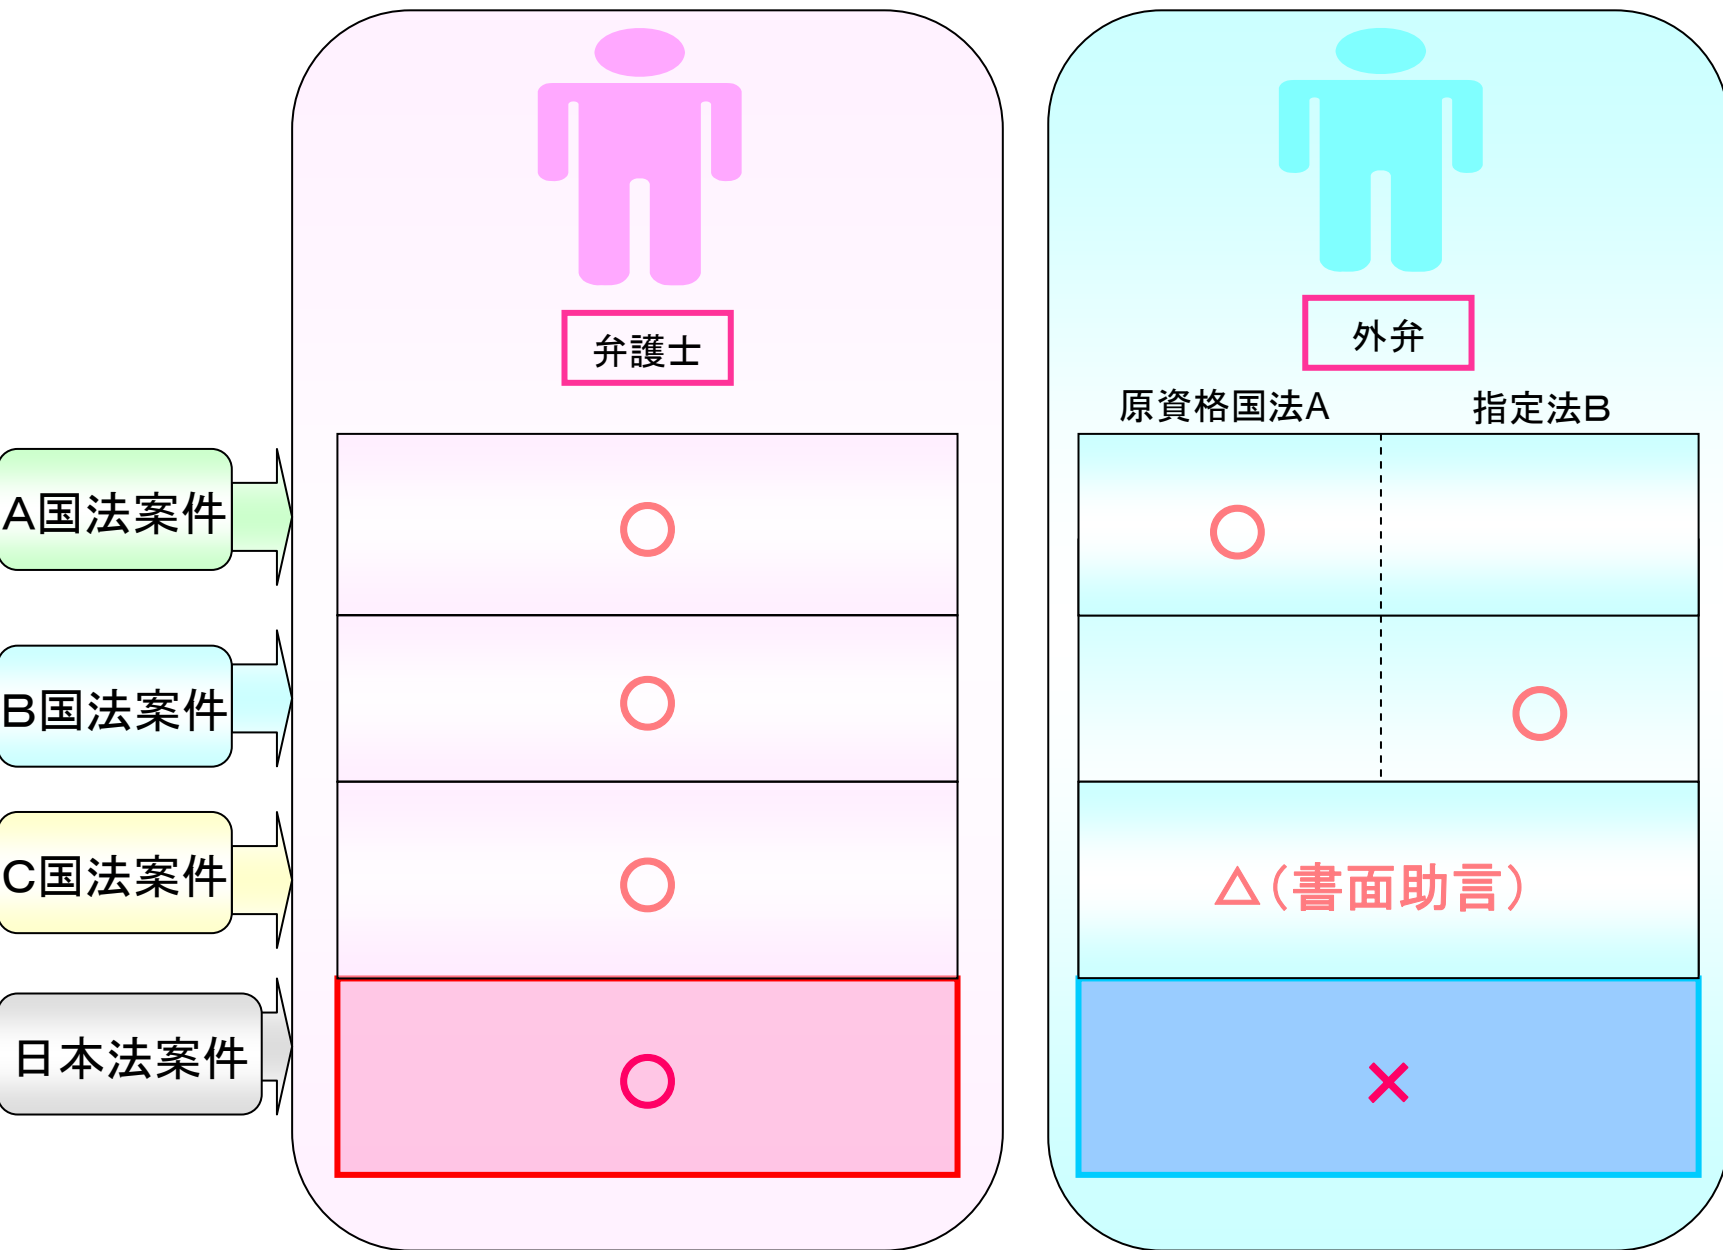 弁護士
外弁
原資格国法A
指定法B
A国法案件
○
○
B国法案件
○
○
C国法案件
○
△(書面助言)
日本法案件
○
×